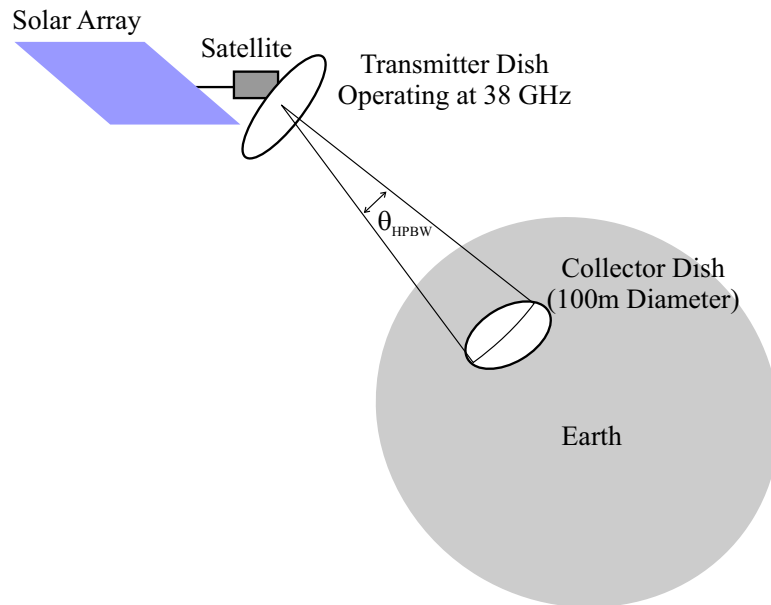 Solar Array
Satellite
Transmitter Dish
Operating at 38 GHz
θHPBW
Collector Dish
(100m Diameter)
Earth